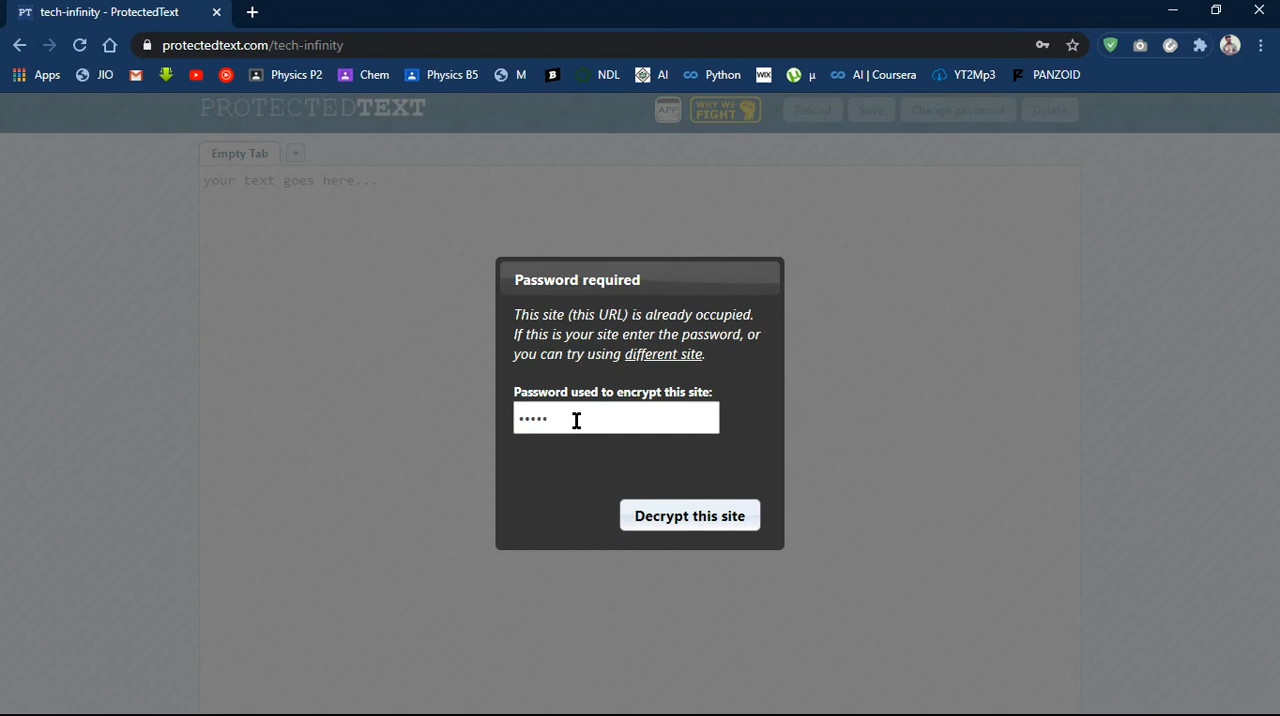 PT tech-infinity - ProtectedText
protectedtext.com/tech-infinity
Apps JIO Physics P2 Chem Physics B5 M B NDL AI Python WIX µ AI | Coursera YT2Mp3 PANZOID
PROTECTEDTEXT APP WHY WE FIGHT Reload Save Change password Delete
Empty Tab +
your text goes here...
Password required
This site (this URL) is already occupied.
If this is your site enter the password, or
you can try using different site.
Password used to encrypt this site:
•••••
Decrypt this site